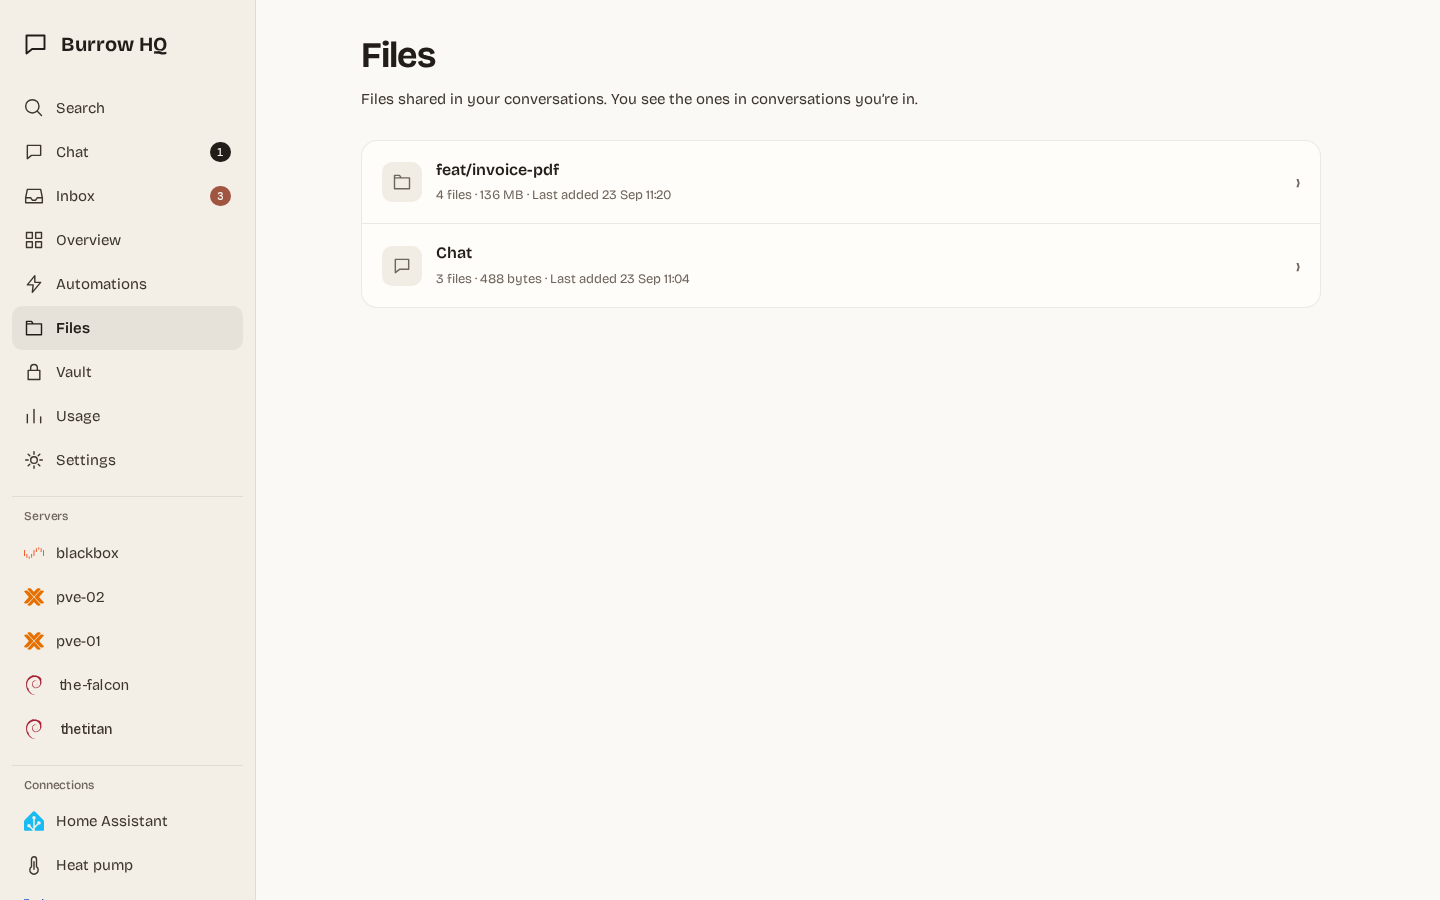 Burrow HQ
Search
Chat 1
Inbox 3
Overview
Automations
Files
Vault
Usage
Settings
Servers
blackbox
pve-02
pve-01
the-falcon
thetitan
Connections
Home Assistant
Heat pump
Files
Files shared in your conversations. You see the ones in conversations you're in.
feat/invoice-pdf
4 files · 136 MB · Last added 23 Sep 11:20
Chat
3 files · 488 bytes · Last added 23 Sep 11:04